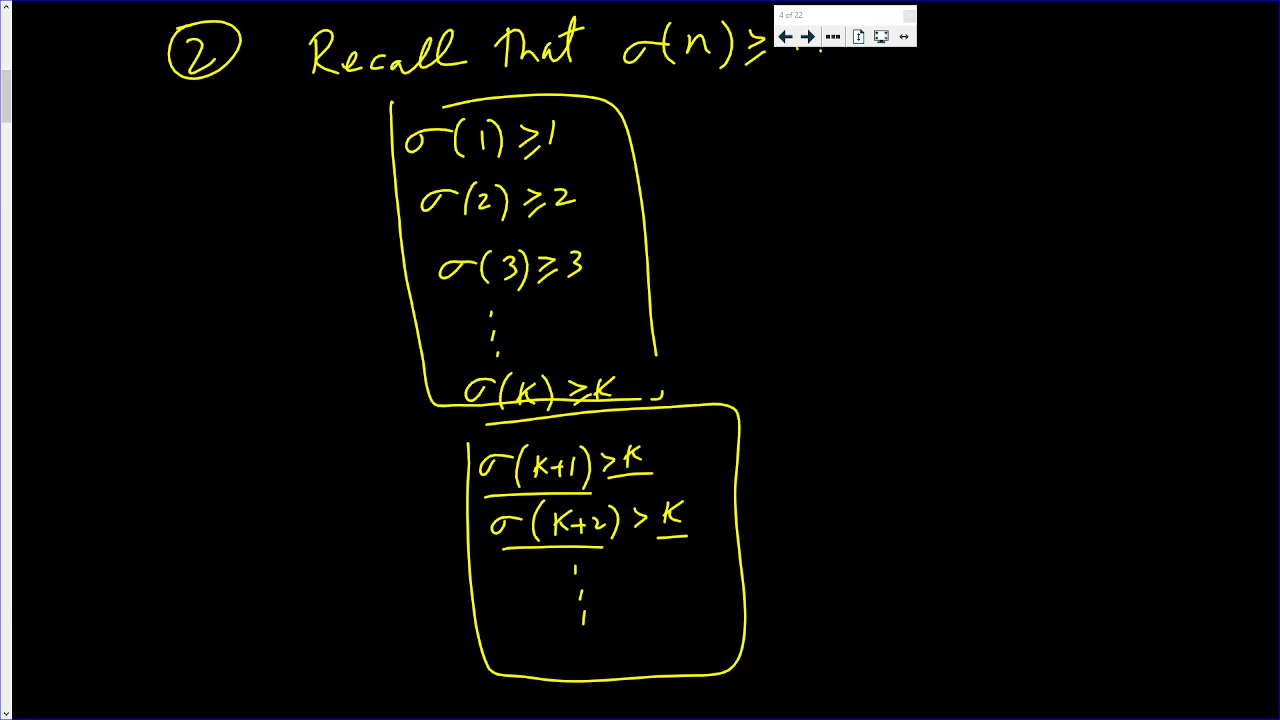 4 of 22
② Recall that σ(n) ≥
σ(1) ≥ 1
σ(2) ≥ 2
σ(3) ≥ 3
⋮
σ(K) ≥ K
σ(K+1) > K
σ(K+2) > K
⋮